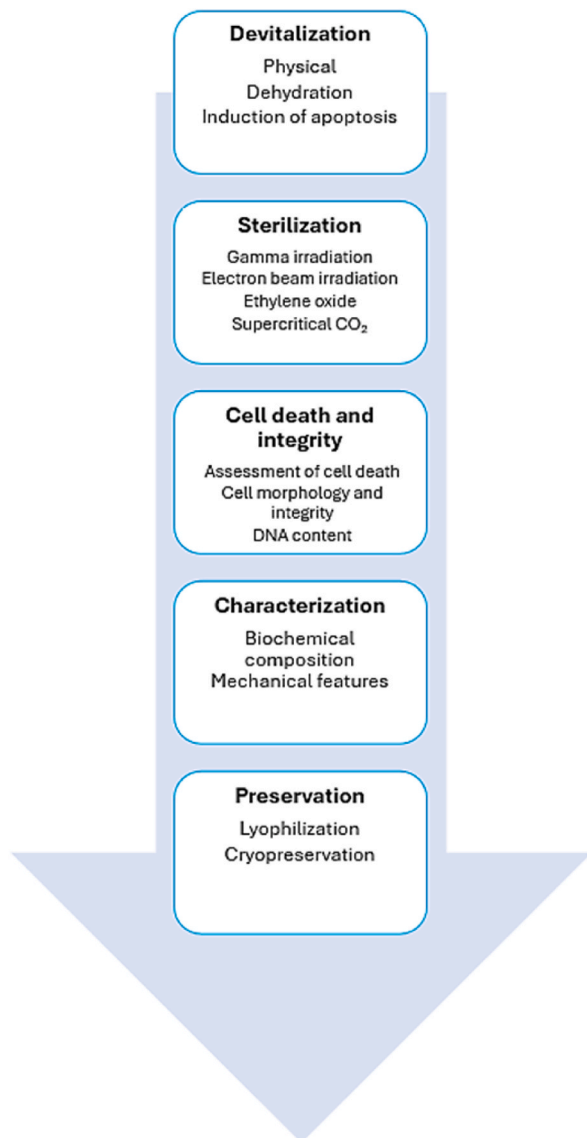 Devitalization
Physical
Dehydration
Induction of apoptosis
Sterilization
Gamma irradiation
Electron beam irradiation
Ethylene oxide
Supercritical CO₂
Cell death and
integrity
Assessment of cell death
Cell morphology and
integrity
DNA content
Characterization
Biochemical
composition
Mechanical features
Preservation
Lyophilization
Cryopreservation